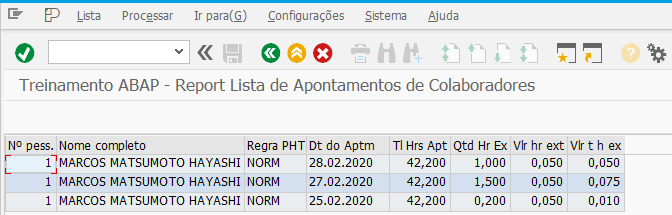 Lista Processar Ir para(G) Configurações Sistema Ajuda
Treinamento ABAP - Report Lista de Apontamentos de Colaboradores
Nº pess. Nome completo Regra PHT Dt do Aptm Tl Hrs Apt Qtd Hr Ex Vlr hr ext Vlr t h ex
1 MARCOS MATSUMOTO HAYASHI NORM 28.02.2020 42,200 1,000 0,050 0,050
1 MARCOS MATSUMOTO HAYASHI NORM 27.02.2020 42,200 1,500 0,050 0,075
1 MARCOS MATSUMOTO HAYASHI NORM 25.02.2020 42,200 0,200 0,050 0,010